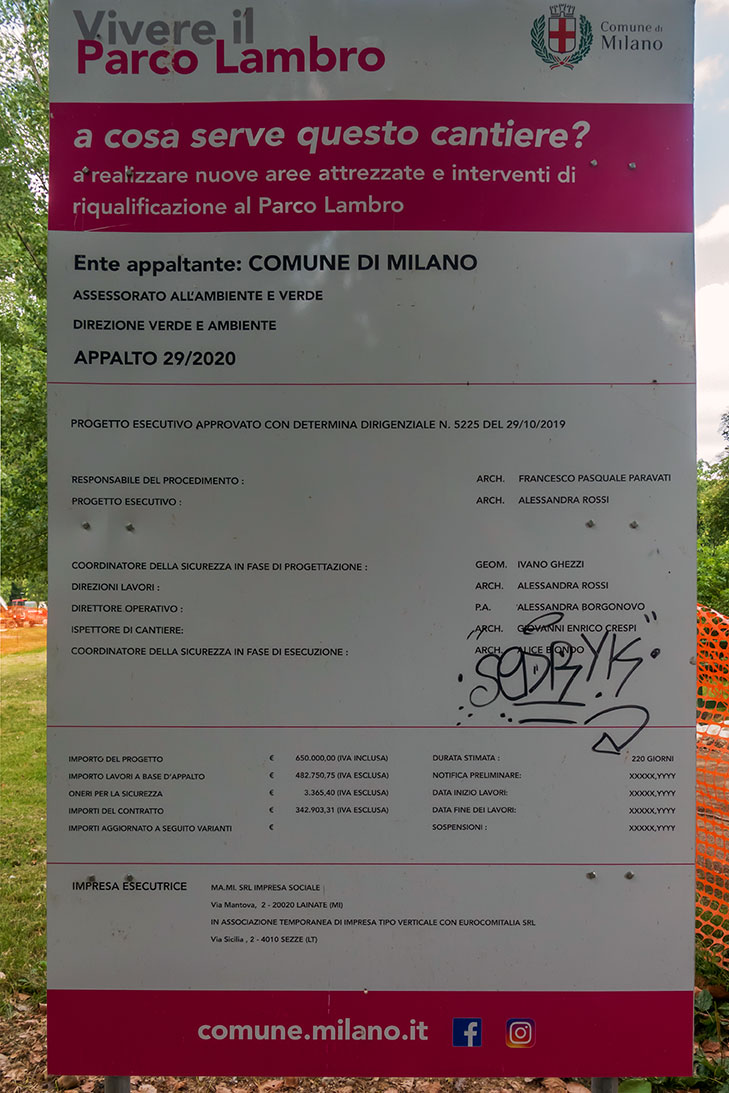 Vivere il
Parco Lambro
Comune di
Milano
a cosa serve questo cantiere?
a realizzare nuove aree attrezzate e interventi di
riqualificazione al Parco Lambro
Ente appaltante: COMUNE DI MILANO
ASSESSORATO ALL'AMBIENTE E VERDE
DIREZIONE VERDE E AMBIENTE
APPALTO 29/2020
PROGETTO ESECUTIVO APPROVATO CON DETERMINA DIRIGENZIALE N. 5225 DEL 29/10/2019
RESPONSABILE DEL PROCEDIMENTO : ARCH. FRANCESCO PASQUALE PARAVATI
PROGETTO ESECUTIVO : ARCH. ALESSANDRA ROSSI
COORDINATORE DELLA SICUREZZA IN FASE DI PROGETTAZIONE : GEOM. IVANO GHEZZI
DIREZIONI LAVORI : ARCH. ALESSANDRA ROSSI
DIRETTORE OPERATIVO : P.A. ALESSANDRA BORGONOVO
ISPETTORE DI CANTIERE: ARCH. GIOVANNI ENRICO CRESPI
COORDINATORE DELLA SICUREZZA IN FASE DI ESECUZIONE : ARCH. ALICE BIONDO
IMPORTO DEL PROGETTO € 650.000,00 (IVA INCLUSA) DURATA STIMATA : 220 GIORNI
IMPORTO LAVORI A BASE D'APPALTO € 482.750,75 (IVA ESCLUSA) NOTIFICA PRELIMINARE: XXXXX,YYYY
ONERI PER LA SICUREZZA € 3.365,40 (IVA ESCLUSA) DATA INIZIO LAVORI: XXXXX,YYYY
IMPORTI DEL CONTRATTO € 342.903,31 (IVA ESCLUSA) DATA FINE DEI LAVORI: XXXXX,YYYY
IMPORTI AGGIORNATO A SEGUITO VARIANTI € SOSPENSIONI : XXXXX,YYYY
IMPRESA ESECUTRICE MA.MI. SRL IMPRESA SOCIALE
Via Mantova, 2 - 20020 LAINATE (MI)
IN ASSOCIAZIONE TEMPORANEA DI IMPRESA TIPO VERTICALE CON EUROCOMITALIA SRL
Via Sicilia , 2 - 4010 SEZZE (LT)
comune.milano.it